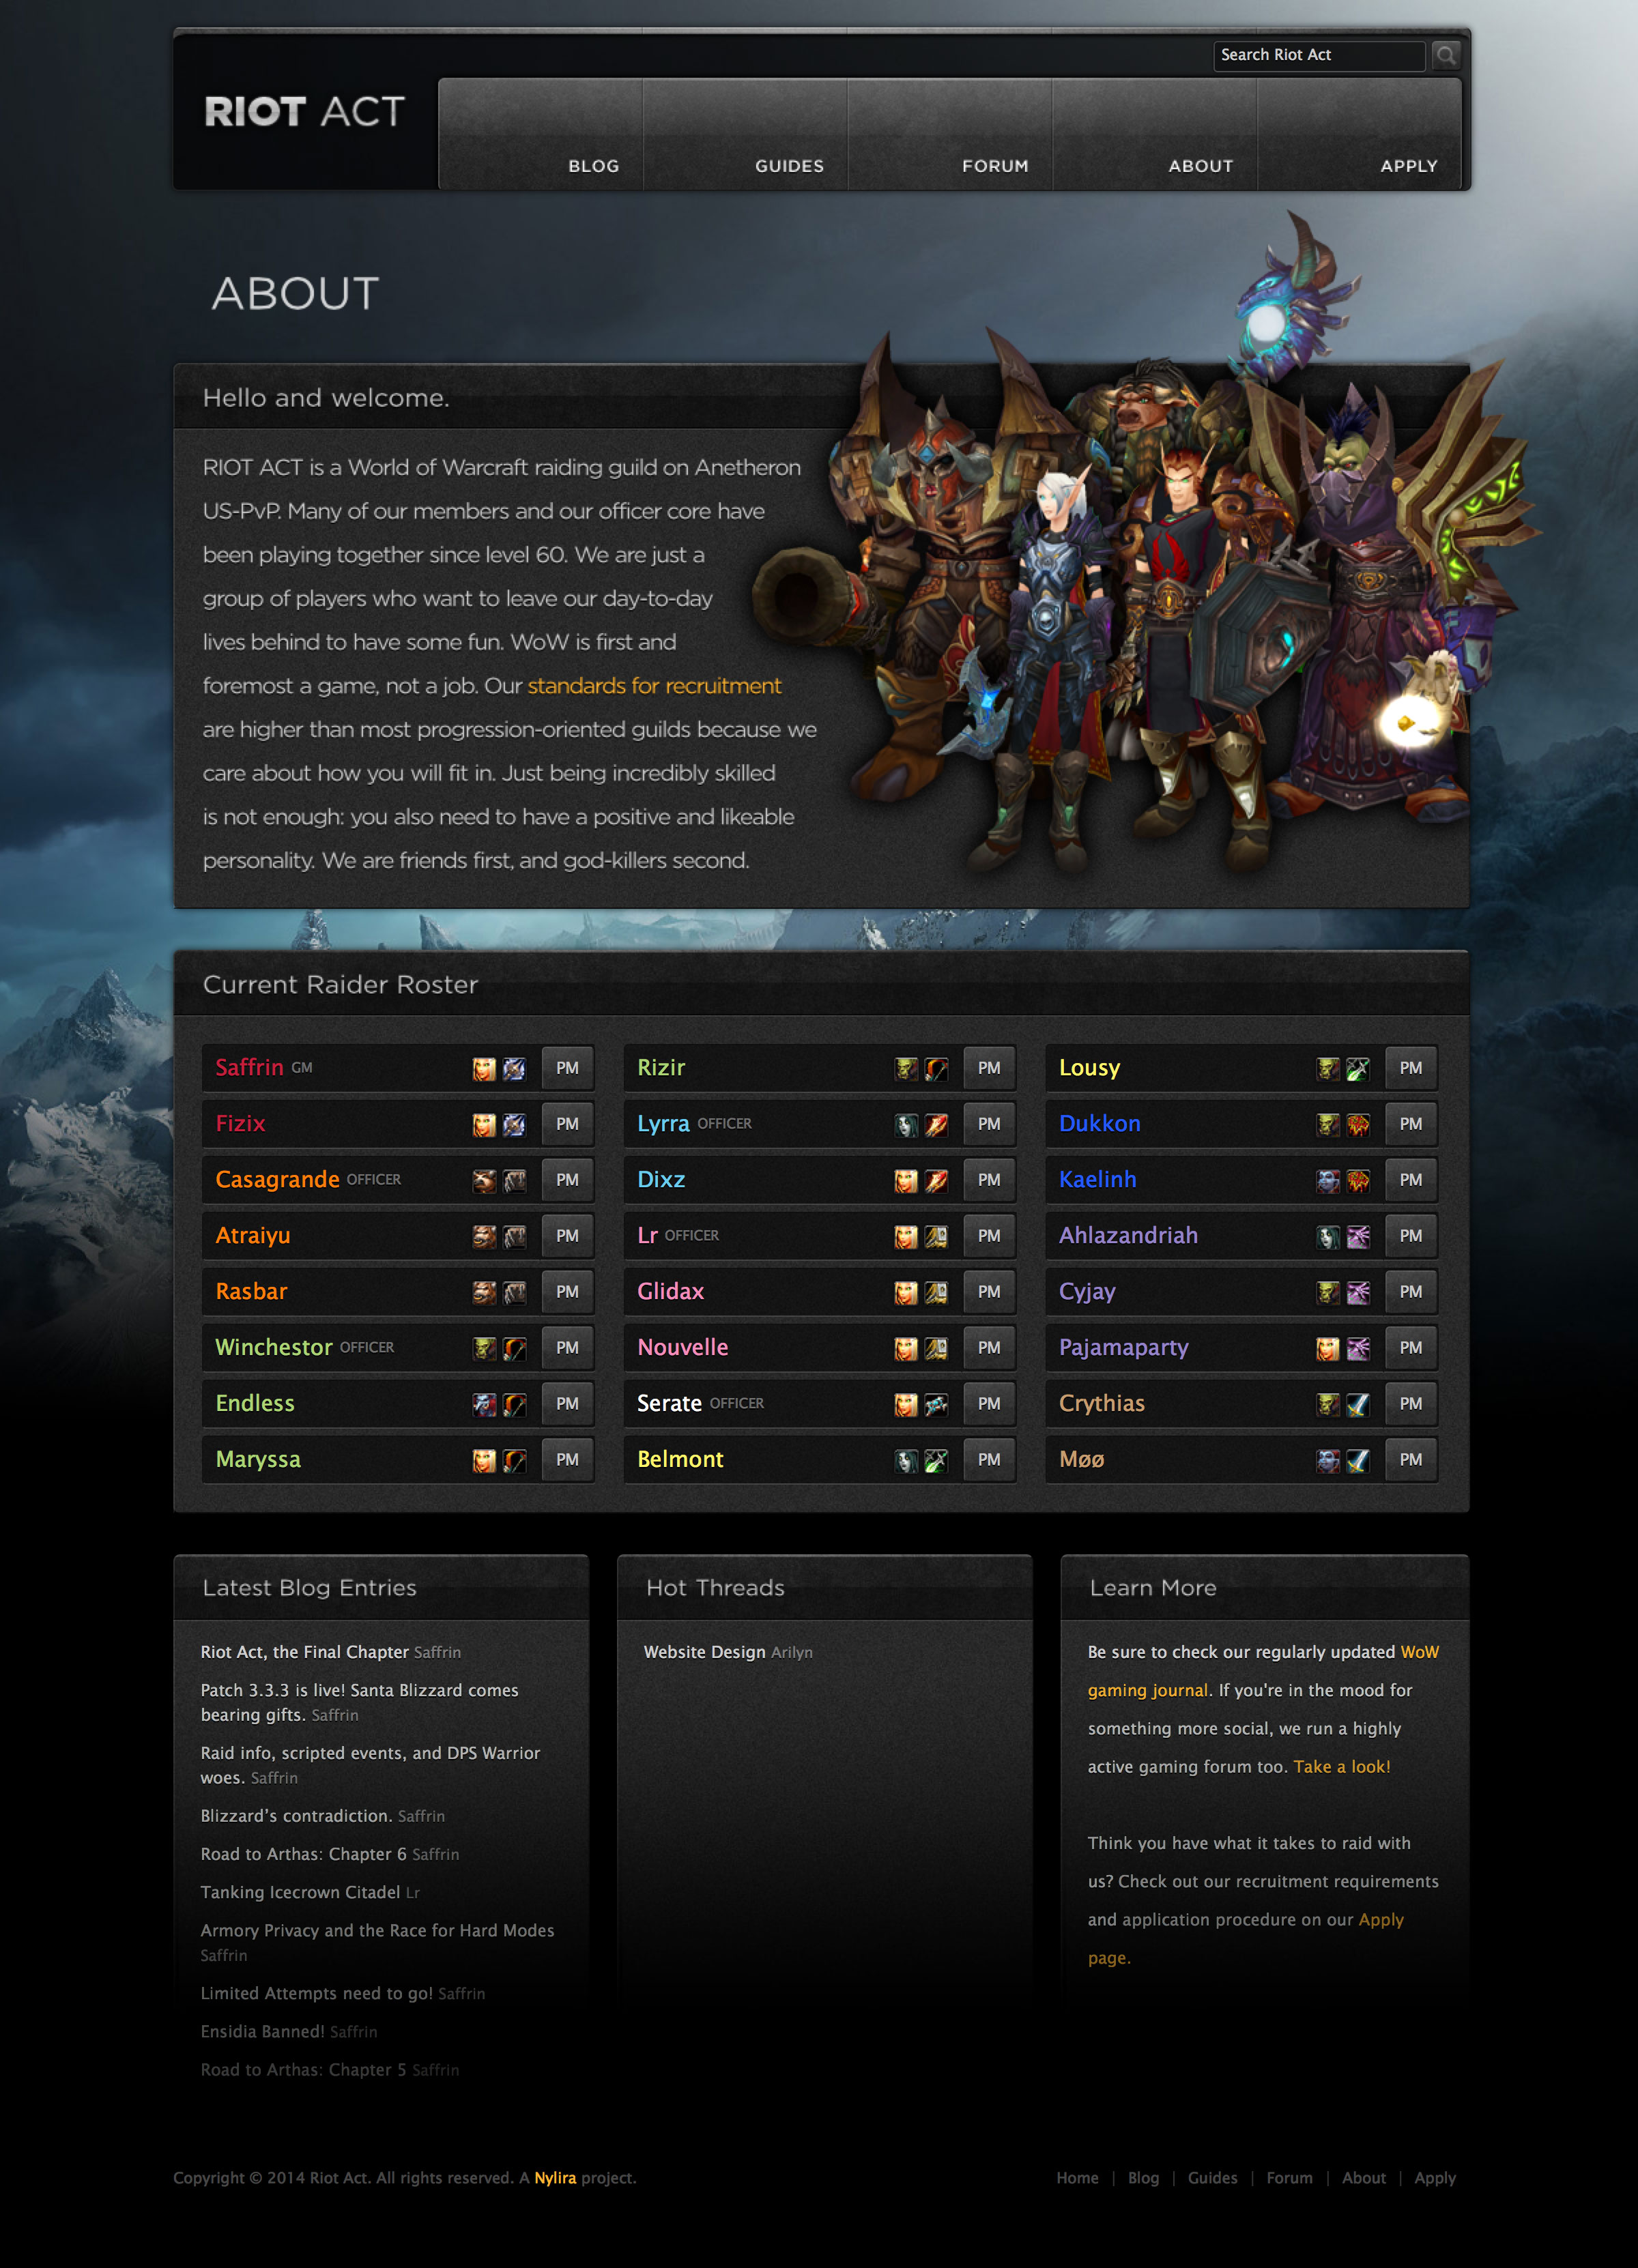 Search Riot Act
RIOT ACT
BLOG
GUIDES
FORUM
ABOUT
APPLY
ABOUT
Hello and welcome.
RIOT ACT is a World of Warcraft raiding guild on Anetheron
US-PvP. Many of our members and our officer core have
been playing together since level 60. We are just a
group of players who want to leave our day-to-day
lives behind to have some fun. WoW is first and
foremost a game, not a job. Our standards for recruitment
are higher than most progression-oriented guilds because we
care about how you will fit in. Just being incredibly skilled
is not enough: you also need to have a positive and likeable
personality. We are friends first, and god-killers second.
Current Raider Roster
Saffrin GM PM
Fizix PM
Casagrande OFFICER PM
Atraiyu PM
Rasbar PM
Winchestor OFFICER PM
Endless PM
Maryssa PM
Rizir PM
Lyrra OFFICER PM
Dixz PM
Lr OFFICER PM
Glidax PM
Nouvelle PM
Serate OFFICER PM
Belmont PM
Lousy PM
Dukkon PM
Kaelinh PM
Ahlazandriah PM
Cyjay PM
Pajamaparty PM
Crythias PM
Møø PM
Latest Blog Entries
Riot Act, the Final Chapter Saffrin
Patch 3.3.3 is live! Santa Blizzard comes
bearing gifts. Saffrin
Raid info, scripted events, and DPS Warrior
woes. Saffrin
Blizzard's contradiction. Saffrin
Road to Arthas: Chapter 6 Saffrin
Tanking Icecrown Citadel Lr
Armory Privacy and the Race for Hard Modes
Saffrin
Limited Attempts need to go! Saffrin
Ensidia Banned! Saffrin
Road to Arthas: Chapter 5 Saffrin
Hot Threads
Website Design Arilyn
Learn More
Be sure to check our regularly updated WoW
gaming journal. If you're in the mood for
something more social, we run a highly
active gaming forum too. Take a look!
Think you have what it takes to raid with
us? Check out our recruitment requirements
and application procedure on our Apply
page.
Copyright © 2014 Riot Act. All rights reserved. A Nylira project.
Home | Blog | Guides | Forum | About | Apply